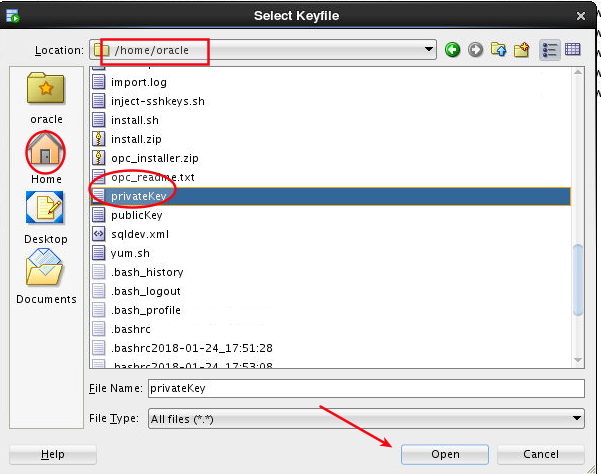 Select Keyfile
Location: /home/oracle
oracle
Home
Desktop
Documents
import.log
inject-sshkeys.sh
install.sh
install.zip
opc_installer.zip
opc_readme.txt
privateKey
publicKey
sqldev.xml
yum.sh
.bash_history
.bash_logout
.bash_profile
.bashrc
.bashrc2018-01-24_17:51:28
.bashrc2018-01-24_17:53:08
File Name: privateKey
File Type: All files (*.*)
Help Open Cancel